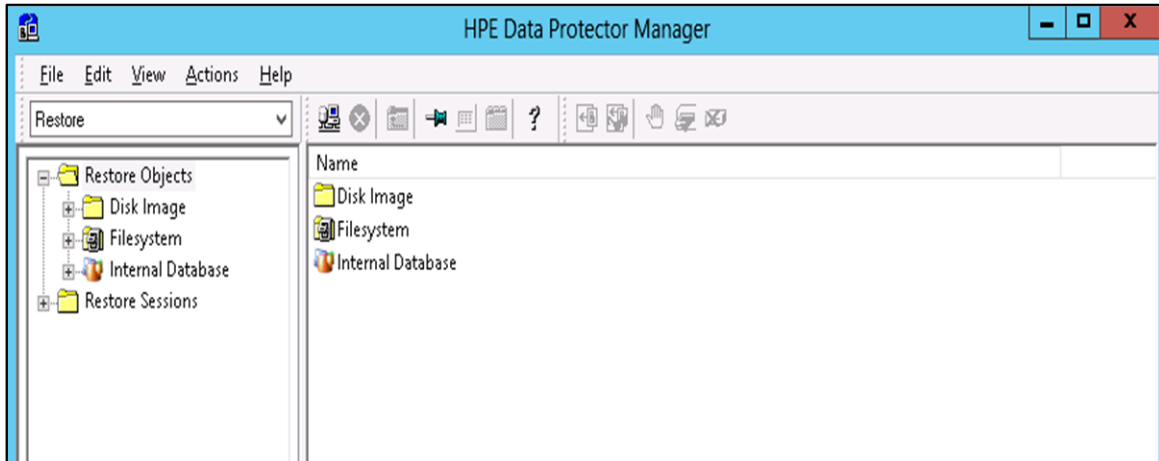 HPE Data Protector Manager
File Edit View Actions Help
Restore
Restore Objects
Disk Image
Filesystem
Internal Database
Restore Sessions
Name
Disk Image
Filesystem
Internal Database